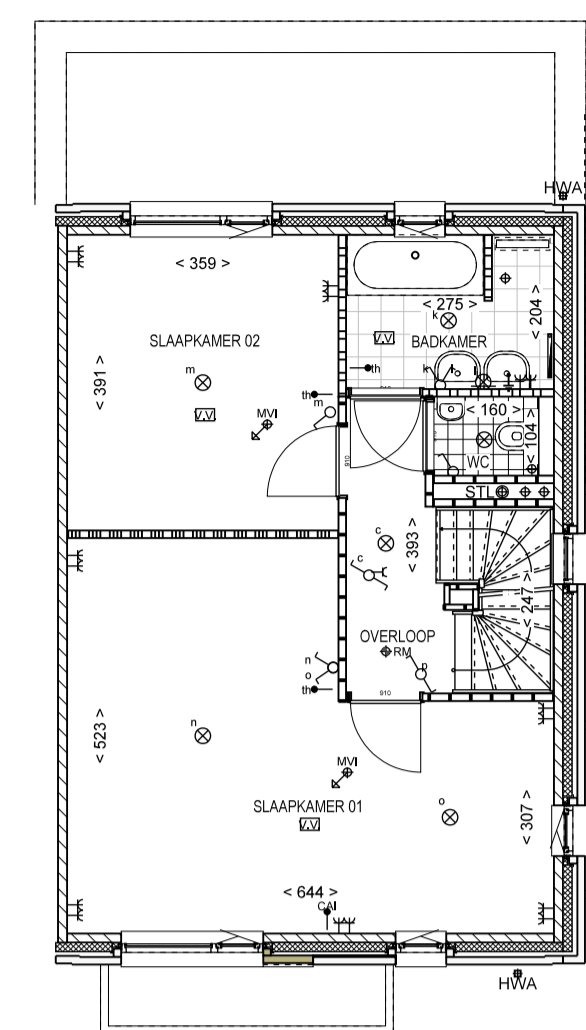 HWA
< 359 >
< 275 >
k
< 204 >
SLAAPKAMER 02
V.V.
BADKAMER
< 391 >
m
th
k
l
l
V.V.
MVI
th
m
< 160 >
< 104 >
WC
910
910
STL
c
< 393 >
c
< 247 >
OVERLOOP
RM
n
o
p
th
910
< 523 >
n
MVI
SLAAPKAMER 01
V.V.
o
< 307 >
< 644 >
CAI
HWA